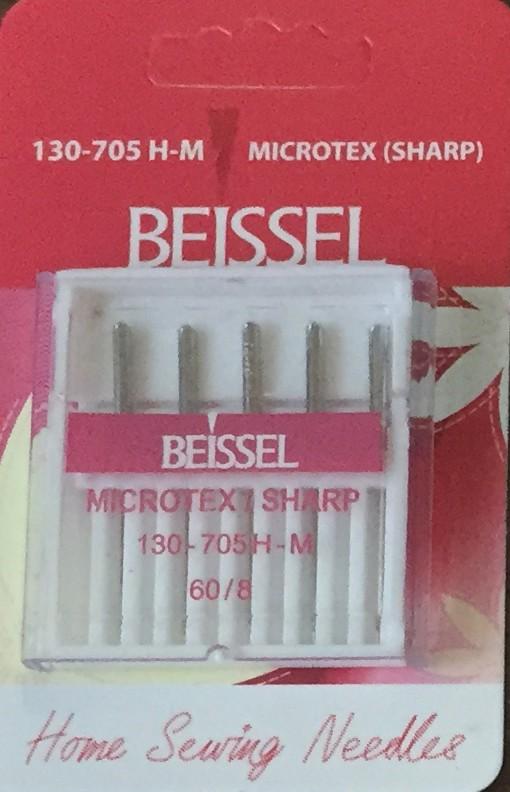 130-705 H-M MICROTEX (SHARP)
BEISSEL
BEISSEL
MICROTEX / SHARP
130-705 H-M
60/8
Home Sewing Needles